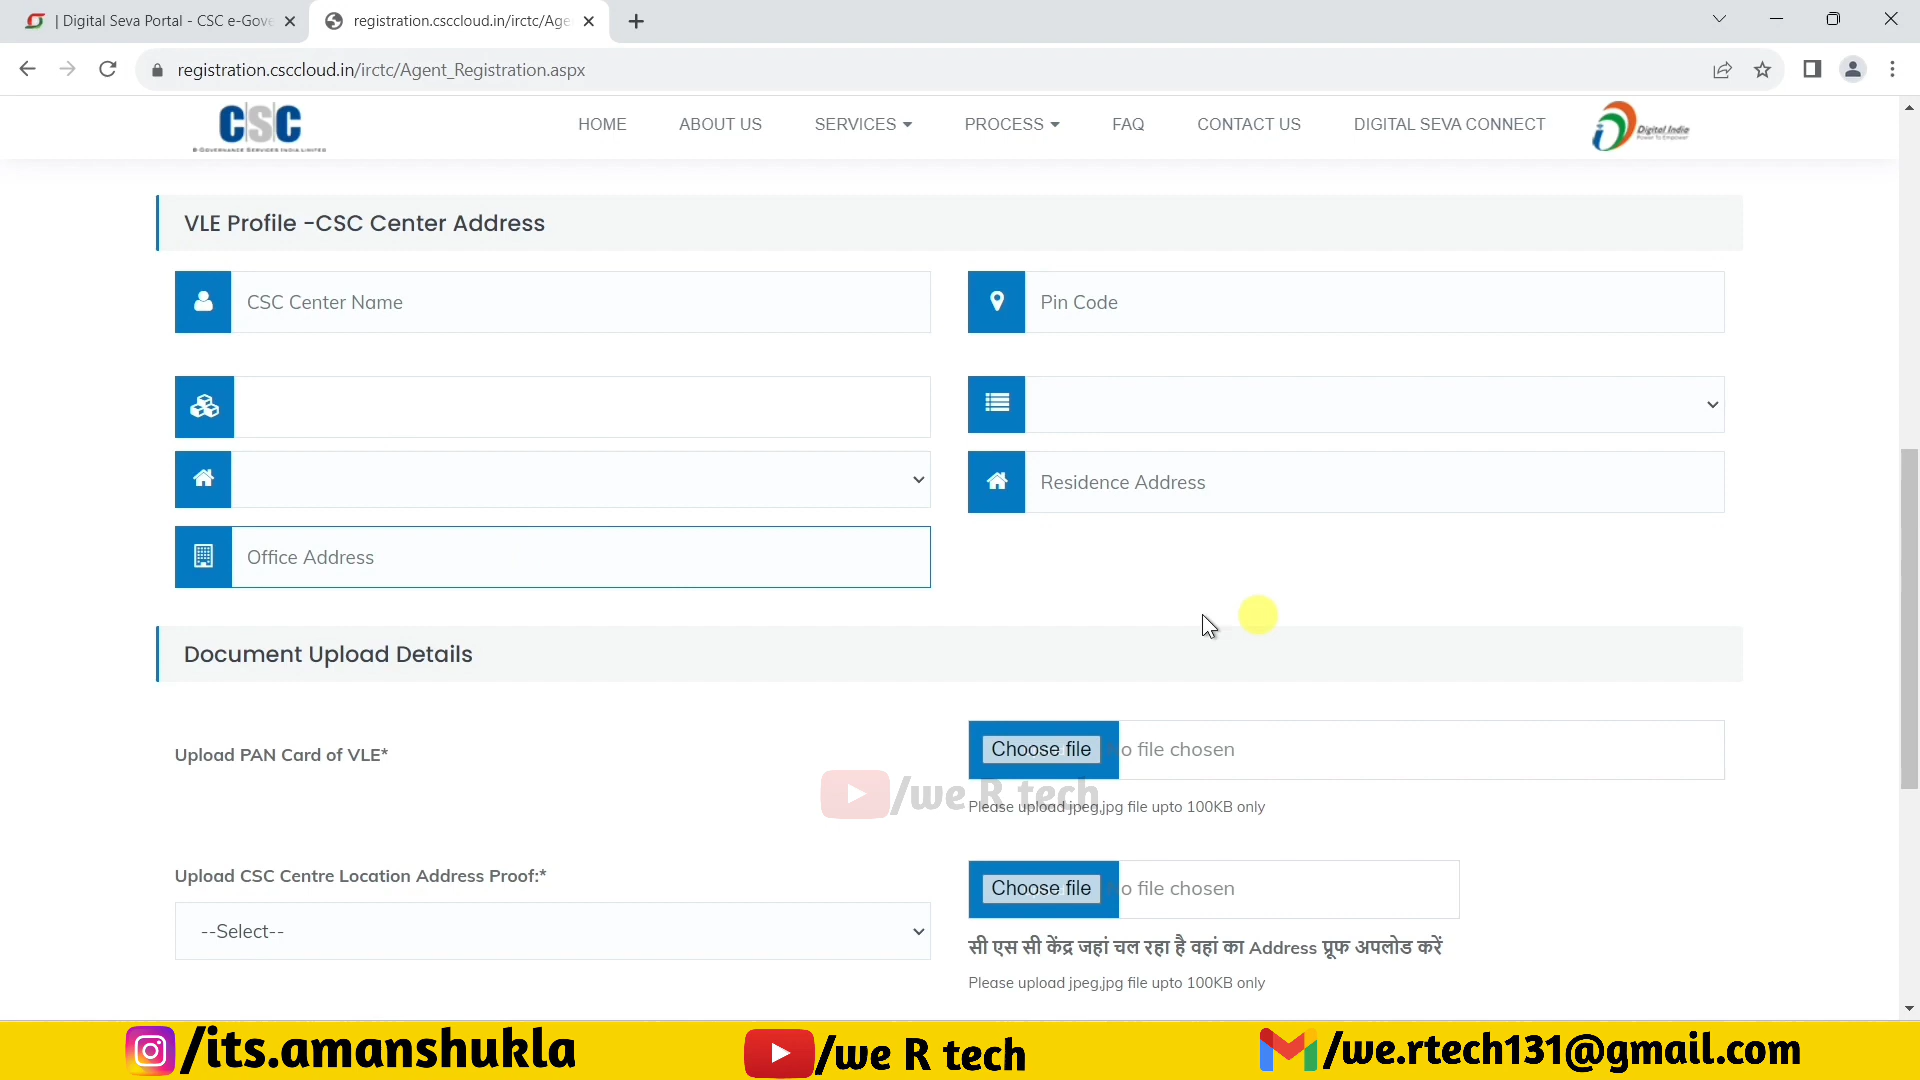 | Digital Seva Portal - CSC e-Gove
registration.csccloud.in/irctc/Age
registration.csccloud.in/irctc/Agent_Registration.aspx
CSC
E-GOVERNANCE SERVICES INDIA LIMITED
HOME
ABOUT US
SERVICES
PROCESS
FAQ
CONTACT US
DIGITAL SEVA CONNECT
Digital India
Power To Empower
VLE Profile -CSC Center Address
CSC Center Name
Pin Code
Residence Address
Office Address
Document Upload Details
Upload PAN Card of VLE*
Choose file
o file chosen
/we R tech
Please upload jpeg,jpg file upto 100KB only
Upload CSC Centre Location Address Proof:*
Choose file
o file chosen
--Select--
सी एस सी केंद्र जहां चल रहा है वहां का Address प्रूफ अपलोड करें
Please upload jpeg,jpg file upto 100KB only
/its.amanshukla
/we R tech
/we.rtech131@gmail.com